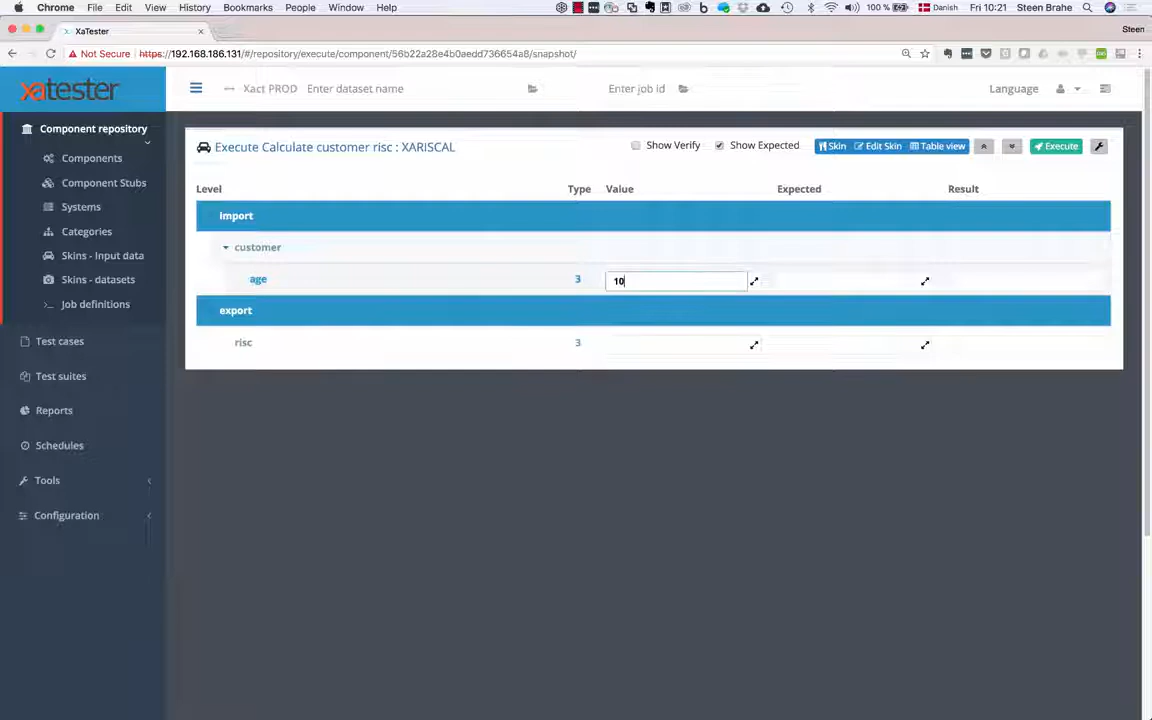 Chrome File Edit View History Bookmarks People Window Help 100 % Danish Fri 10:21 Steen Brahe
XaTester
Steen
Not Secure https://192.168.186.131/#/repository/execute/component/56b22a28e4b0aedd736654a8/snapshot/
xatester
Xact PROD Enter dataset name Enter job id Language
Component repository
Components
Component Stubs
Systems
Categories
Skins - Input data
Skins - datasets
Job definitions
Test cases
Test suites
Reports
Schedules
Tools
Configuration
Execute Calculate customer risc : XARISCAL Show Verify Show Expected Skin Edit Skin Table view Execute
Level Type Value Expected Result
import
customer
age 3 10
export
risc 3